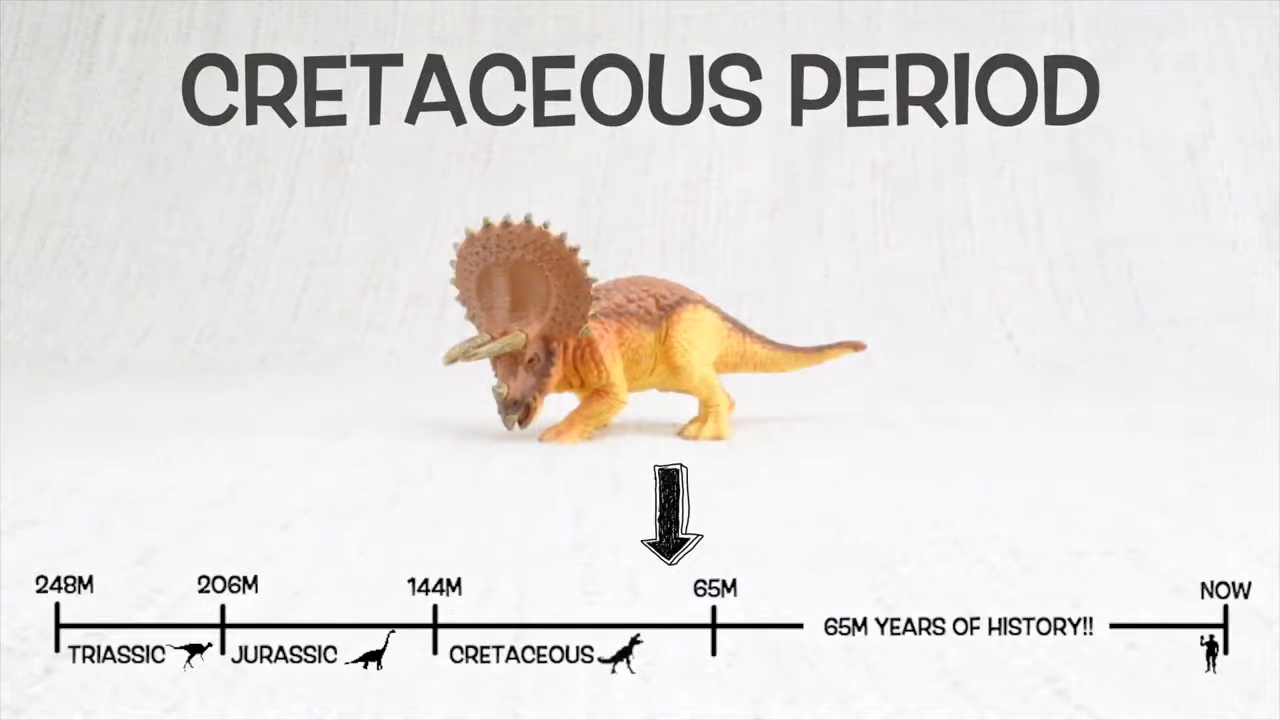 CRETACEOUS PERIOD
248M 206M 144M 65M NOW
65M YEARS OF HISTORY!!
TRIASSIC JURASSIC CRETACEOUS